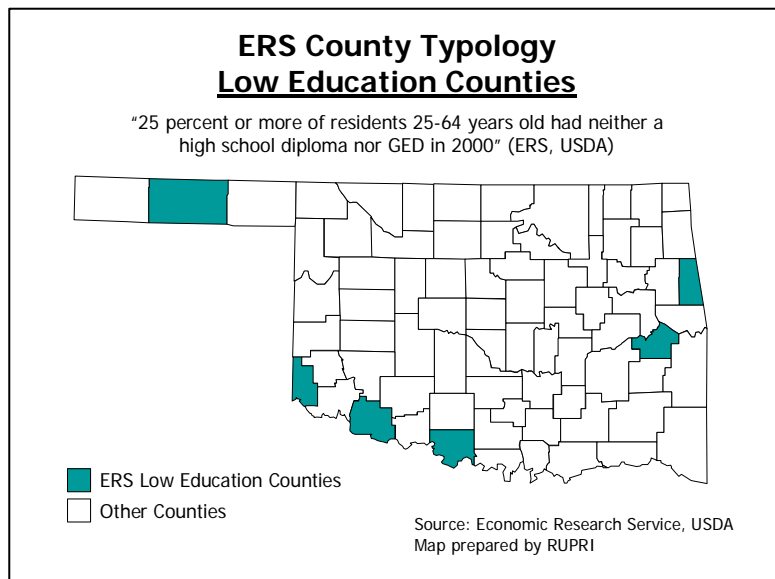 ERS County Typology
Low Education Counties
"25 percent or more of residents 25-64 years old had neither a
high school diploma nor GED in 2000" (ERS, USDA)
ERS Low Education Counties
Other Counties
Source: Economic Research Service, USDA
Map prepared by RUPRI